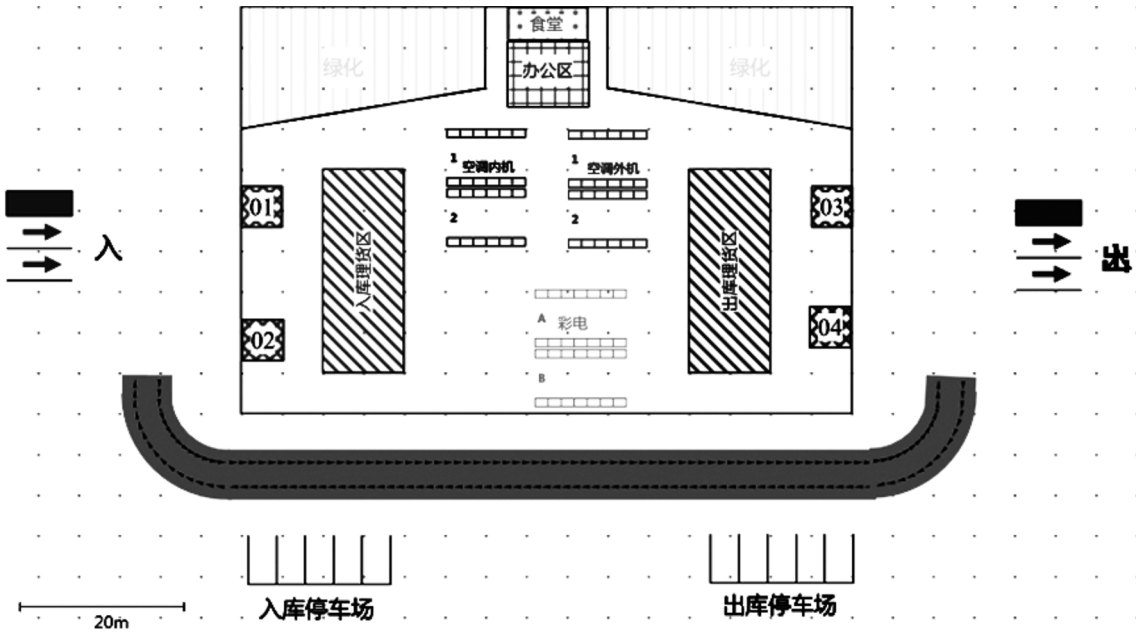 食堂
绿化
办公区
绿化
1 空调内机
1 空调外机
01
03
2
2
入
出
入库理货区
出库理货区
A 彩电
02
04
B
20m
入库停车场
出库停车场